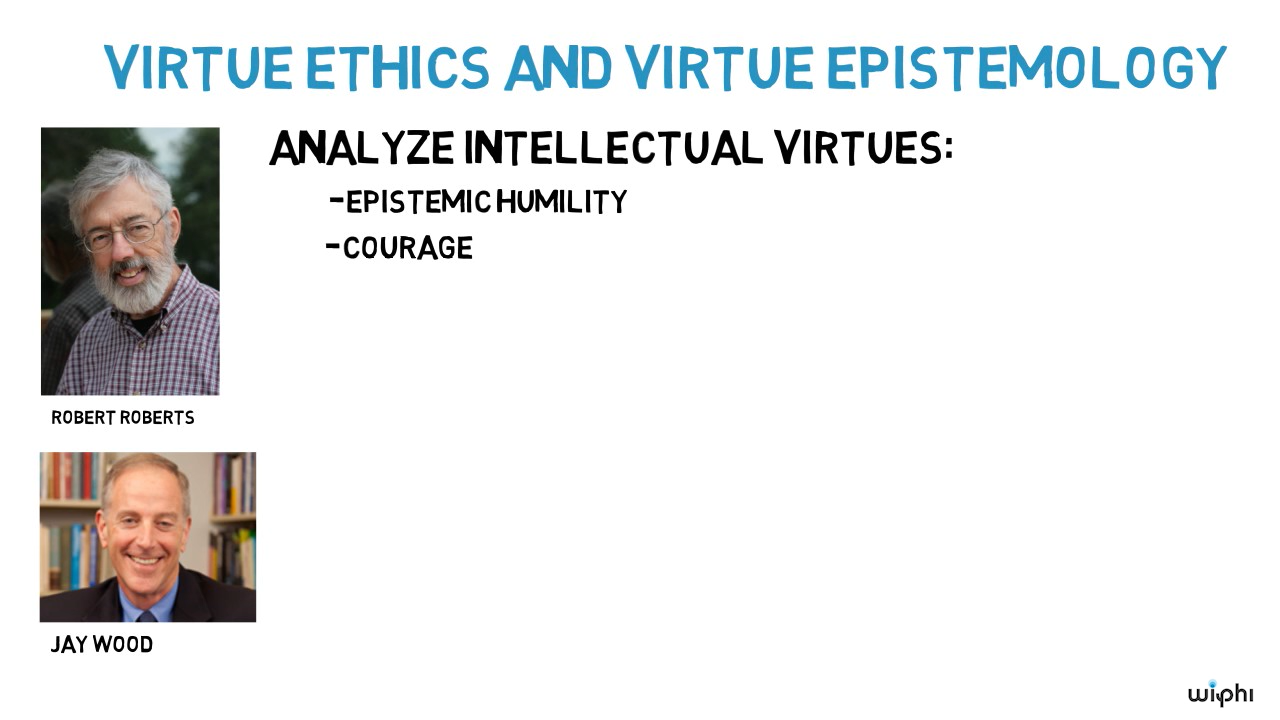 VIRTUE ETHICS AND VIRTUE EPISTEMOLOGY
ANALYZE INTELLECTUAL VIRTUES:
-EPISTEMIC HUMILITY
-COURAGE
ROBERT ROBERTS
JAY WOOD
wiphi